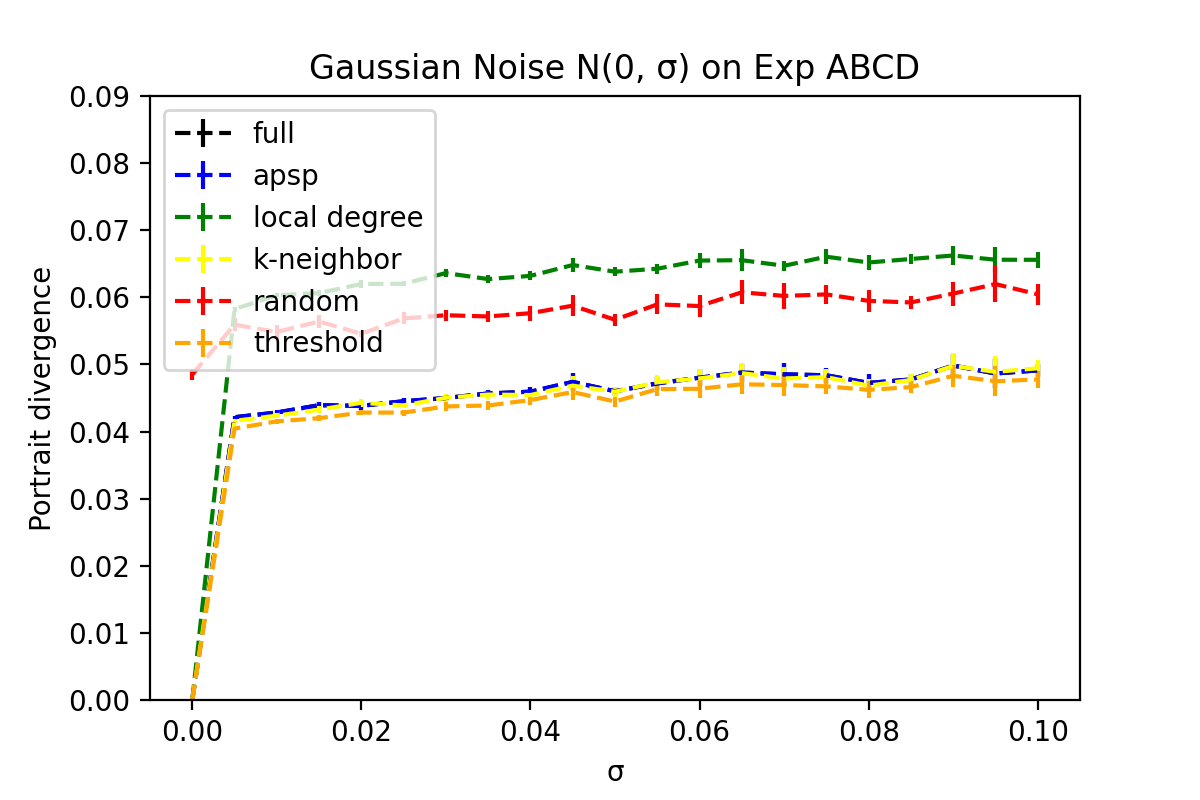 Gaussian Noise N(0, σ) on Exp ABCD
0.09
0.08
0.07
0.06
0.05
0.04
0.03
0.02
0.01
0.00
Portrait divergence
full
apsp
local degree
k-neighbor
random
threshold
0.00 0.02 0.04 0.06 0.08 0.10
σ